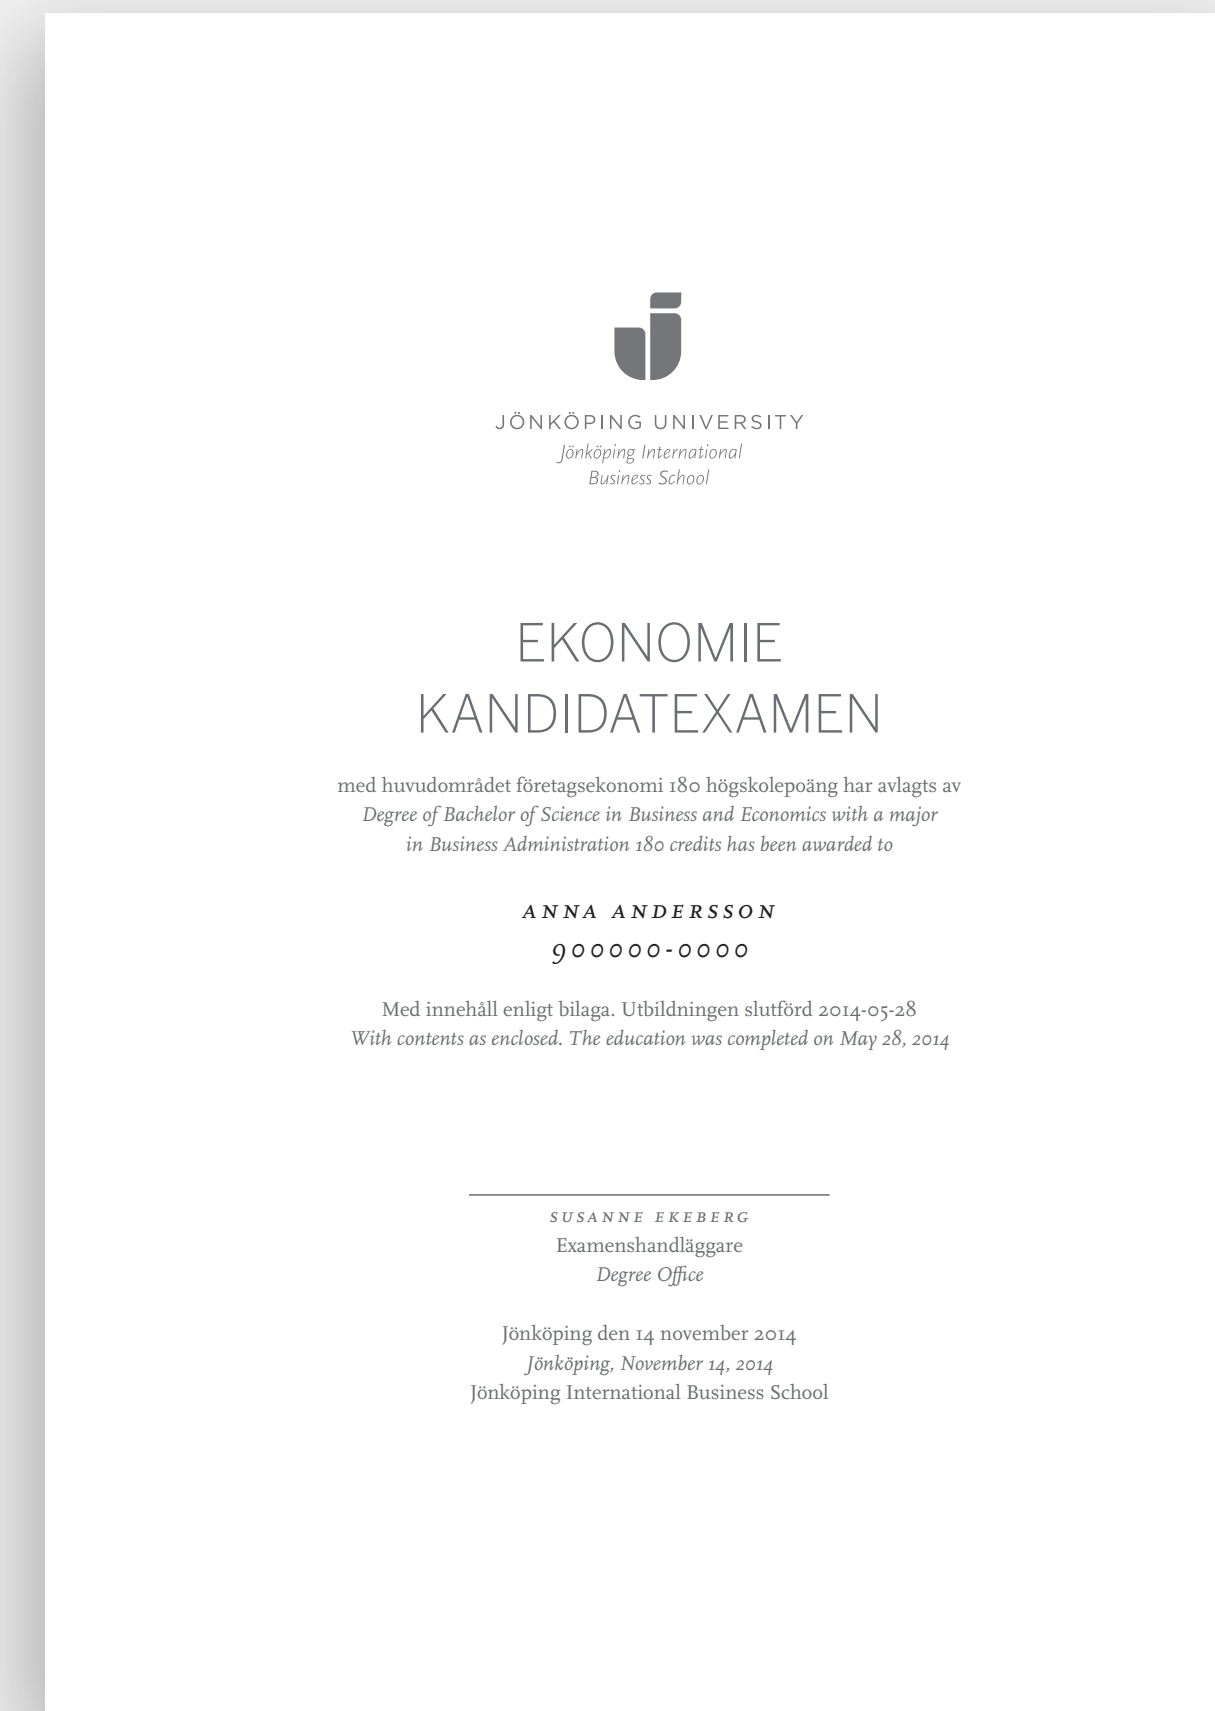 JÖNKÖPING UNIVERSITY
Jönköping International
Business School
EKONOMIE
KANDIDATEXAMEN
med huvudområdet företagsekonomi 180 högskolepoäng har avlagts av
Degree of Bachelor of Science in Business and Economics with a major
in Business Administration 180 credits has been awarded to
ANNA ANDERSSON
900000-0000
Med innehåll enligt bilaga. Utbildningen slutförd 2014-05-28
With contents as enclosed. The education was completed on May 28, 2014
SUSANNE EKEBERG
Examenshandläggare
Degree Office
Jönköping den 14 november 2014
Jönköping, November 14, 2014
Jönköping International Business School